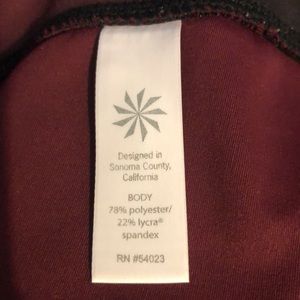 Designed in
Sonoma County,
California
BODY
78% polyester/
22% lycra®
spandex
RN #54023